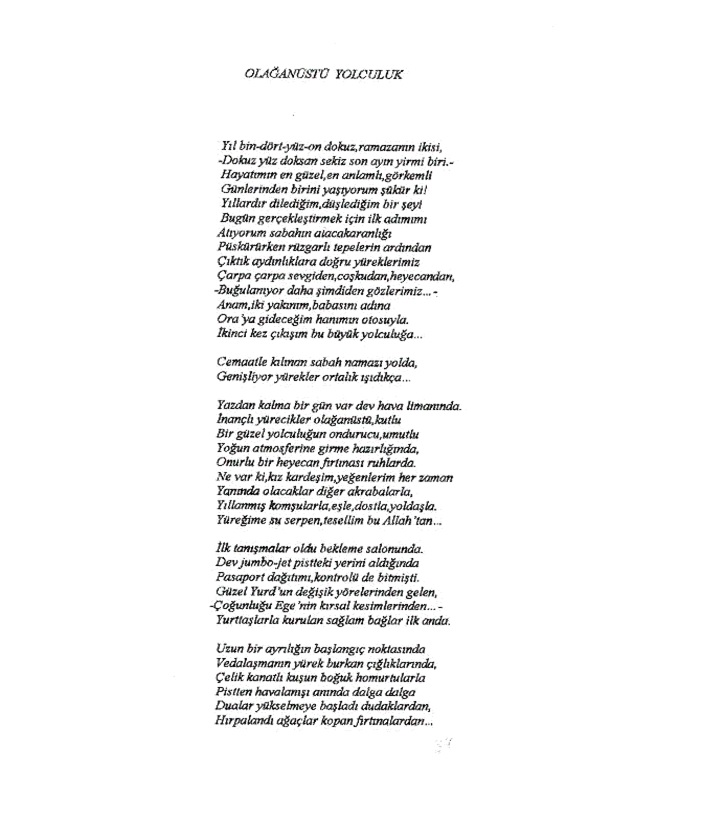 OLAĞANÜSTÜ YOLCULUK
Yıl bin-dört-yüz-on dokuz,ramazanın ikisi,
-Dokuz yüz doksan sekiz son ayın yirmi biri.-
Hayatımın en güzel,en anlamlı,görkemli
Günlerinden birini yaşıyorum şükür ki!
Yıllardır dilediğim,düşlediğim bir şeyi
Bugün gerçekleştirmek için ilk adımımı
Atıyorum sabahın alacakaranlığı
Püskürürken rüzgarlı tepelerin ardından
Çıktık aydınlıklara doğru yüreklerimiz
Çarpa çarpa sevgiden,coşkudan,heyecandan,
-Buğulanıyor daha şimdiden gözlerimiz... -
Anam,iki yakınım,babasını adına
Ora'ya gideceğim hanımın otosuyla.
İkinci kez çıkışım bu büyük yolculuğa...
Cemaatle kılınan sabah namazı yolda,
Genişliyor yürekler ortalık ışıdıkça...
Yazdan kalma bir gün var dev hava limanında.
İnançlı yürecikler olağanüstü,kutlu
Bir güzel yolculuğun ondurucu,umutlu
Yoğun atmosferine girme hazırlığında,
Onurlu bir heyecan fırtınası ruhlarda.
Ne var ki,kız kardeşim,yeğenlerim her zaman
Yanında olacaklar diğer akrabalarla,
Yıllanmış komşularla,eşle,dostla,yoldaşla.
Yüreğime su serpen,tesellim bu Allah'tan...
İlk tanışmalar oldu bekleme salonunda.
Dev jumbo-jet pistteki yerini aldığında
Pasaport dağıtımı,kontrolü de bitmişti.
Güzel Yurd'un değişik yörelerinden gelen,
-Çoğunluğu Ege'nin kırsal kesimlerinden... -
Yurttaşlarla kurulan sağlam bağlar ilk anda.
Uzun bir ayrılığın başlangıç noktasında
Vedalaşmanın yürek burkan çığlıklarında,
Çelik kanatlı kuşun boğuk homurtularla
Pistten havalanışı anında dalga dalga
Dualar yükselmeye başladı dudaklardan,
Hırpalandı ağaçlar kopan fırtınalardan...